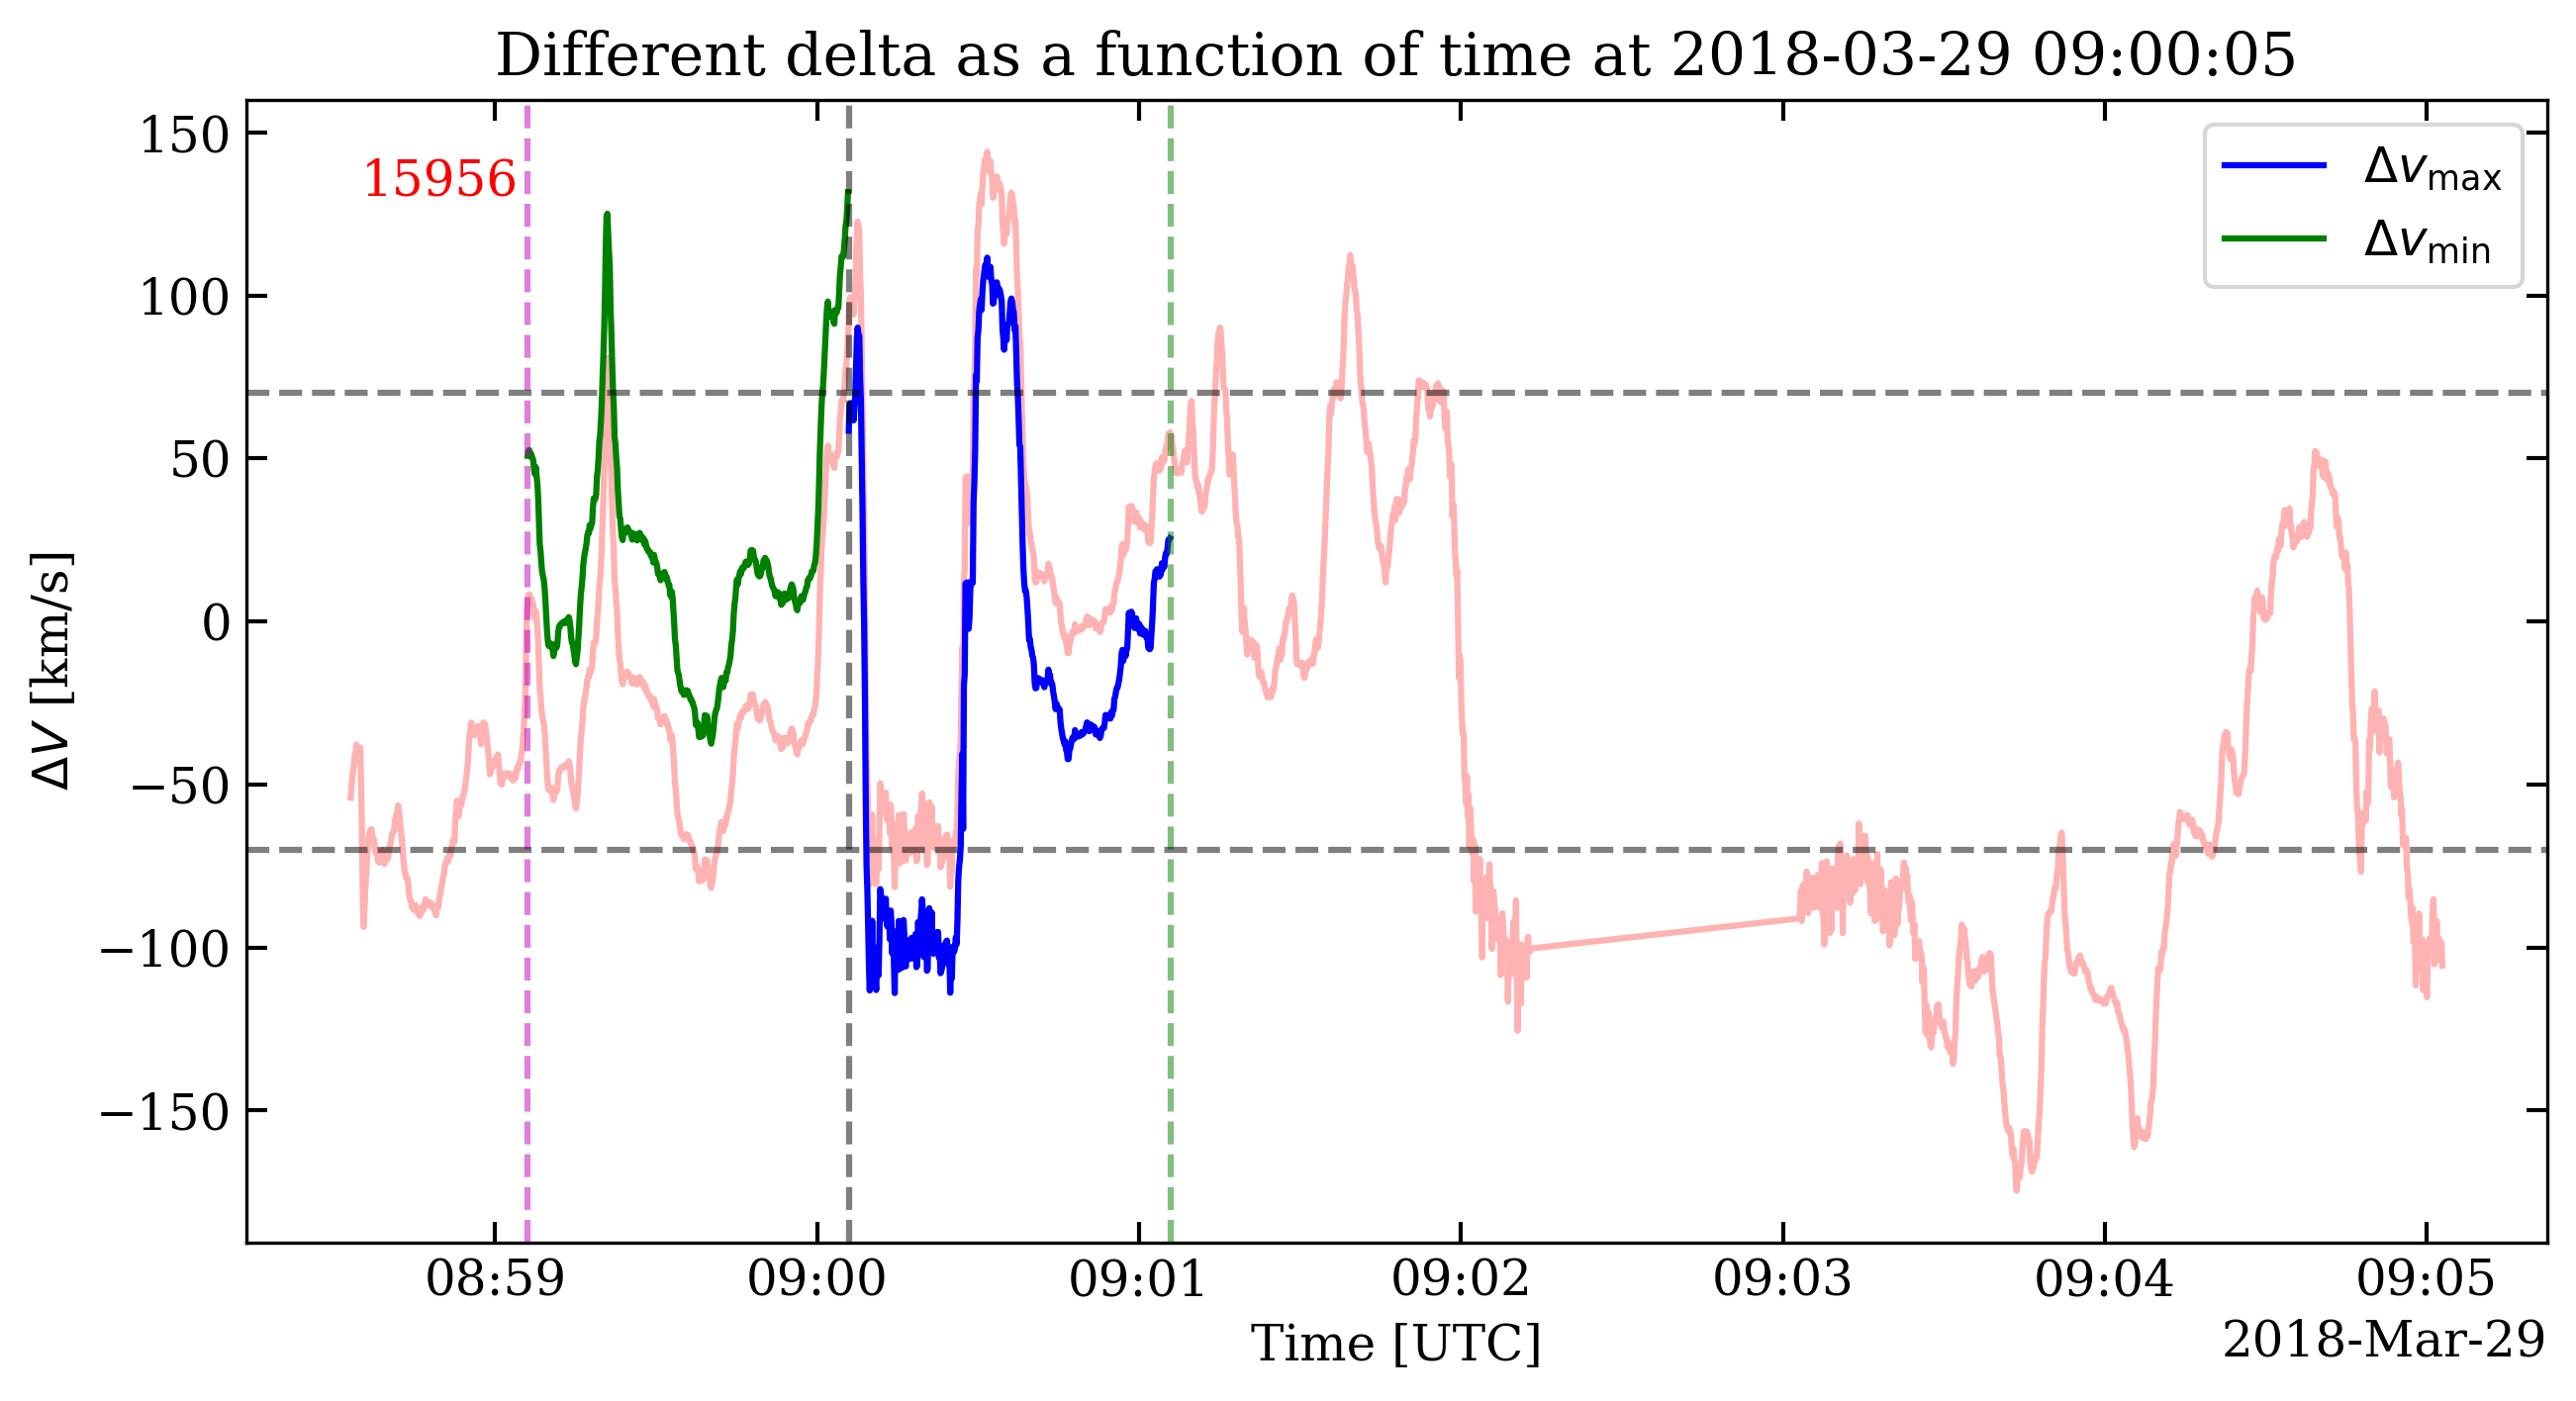 Different delta as a function of time at 2018-03-29 09:00:05
15956
Δv_max
Δv_min
150
100
50
0
−50
−100
−150
ΔV [km/s]
08:59 09:00 09:01 09:02 09:03 09:04 09:05
Time [UTC]
2018-Mar-29